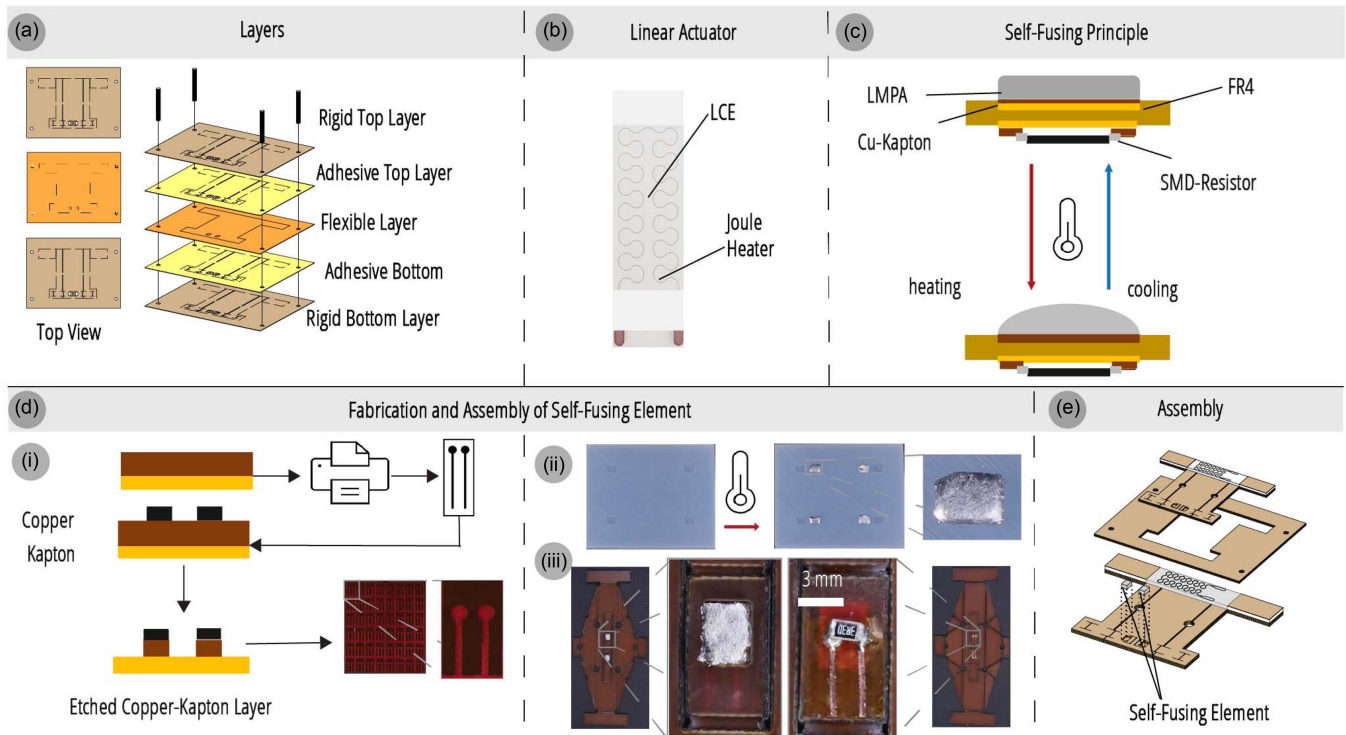 (a)
Layers
Rigid Top Layer
Adhesive Top Layer
Flexible Layer
Adhesive Bottom
Rigid Bottom Layer
Top View
(b)
Linear Actuator
LCE
Joule
Heater
(c)
Self-Fusing Principle
LMPA
FR4
Cu-Kapton
SMD-Resistor
heating
cooling
(d)
Fabrication and Assembly of Self-Fusing Element
(i)
Copper
Kapton
Etched Copper-Kapton Layer
(ii)
(iii)
3 mm
(e)
Assembly
Self-Fusing Element